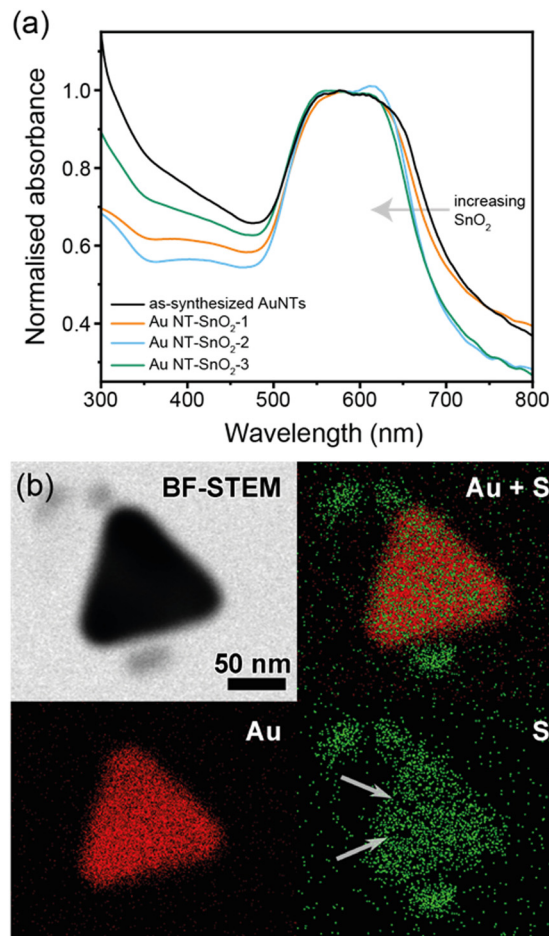 (a)
Normalised absorbance
1.0
0.8
0.6
0.4
increasing
SnO₂
as-synthesized AuNTs
Au NT-SnO₂-1
Au NT-SnO₂-2
Au NT-SnO₂-3
300 400 500 600 700 800
Wavelength (nm)
(b)
BF-STEM
50 nm
Au + S
Au
S